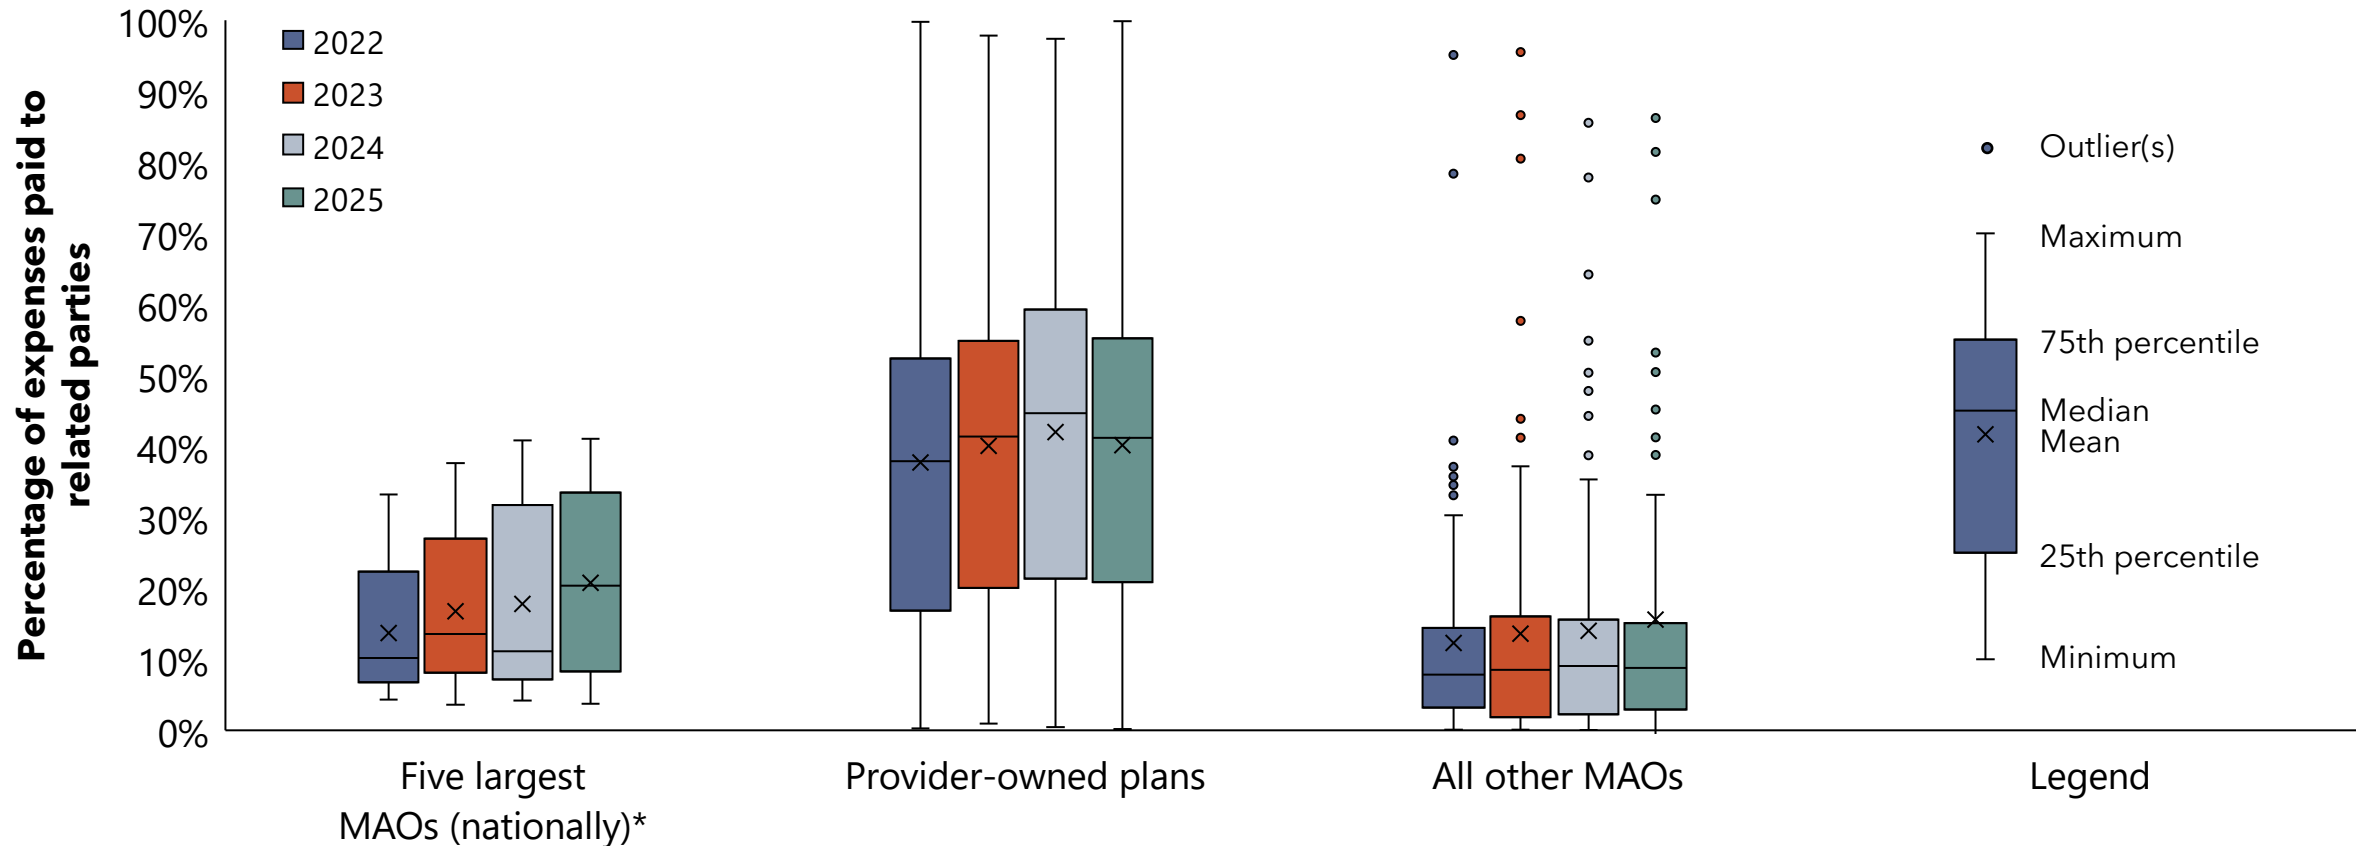 Percentage of expenses paid to
related parties
100%
90%
80%
70%
60%
50%
40%
30%
20%
10%
0%
2022
2023
2024
2025
Five largest
MAOs (nationally)*
Provider-owned plans
All other MAOs
Legend
Outlier(s)
Maximum
75th percentile
Median
Mean
25th percentile
Minimum